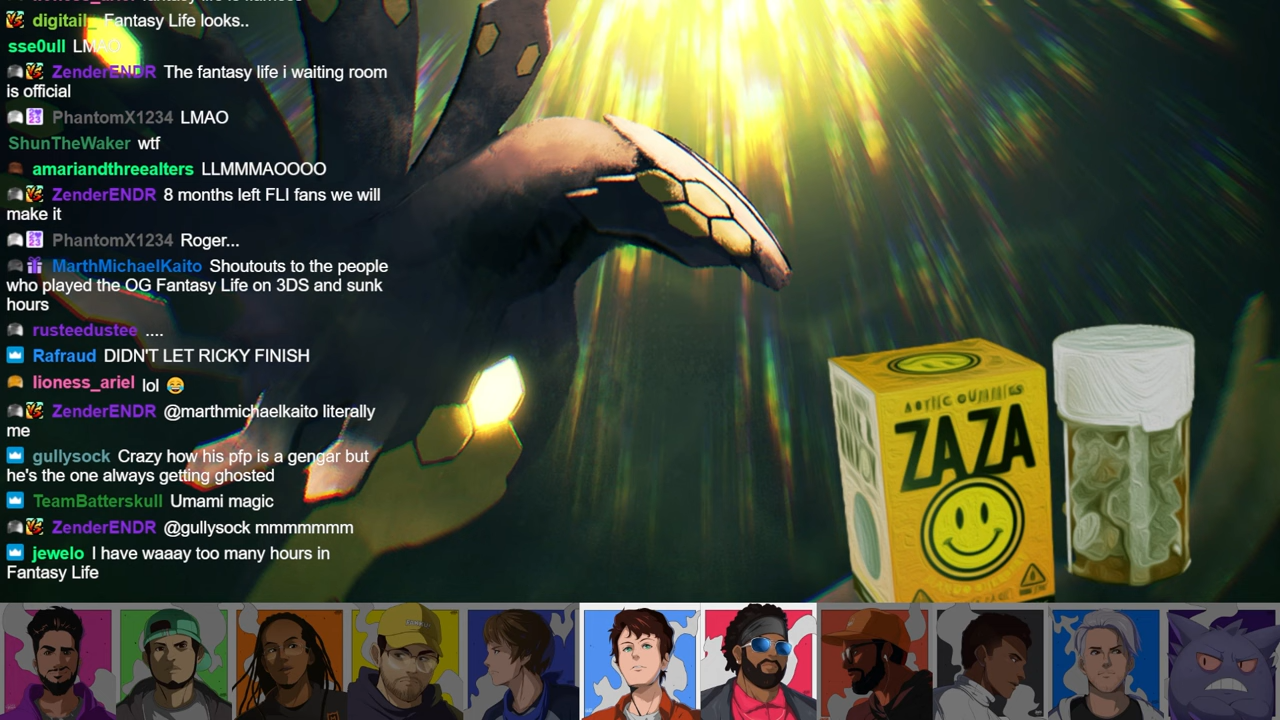 digitail_ Fantasy Life looks..
sse0ull LMAO
ZenderENDR The fantasy life i waiting room
is official
PhantomX1234 LMAO
ShunTheWaker wtf
amariandthreealters LLMMMAOOOO
ZenderENDR 8 months left FLI fans we will
make it
PhantomX1234 Roger...
MarthMichaelKaito Shoutouts to the people
who played the OG Fantasy Life on 3DS and sunk
hours
rusteedustee ....
Rafraud DIDN'T LET RICKY FINISH
lioness_ariel lol 😂
ZenderENDR @marthmichaelkaito literally
me
gullysock Crazy how his pfp is a gengar but
he's the one always getting ghosted
TeamBatterskull Umami magic
ZenderENDR @gullysock mmmmmmm
jewelo I have waaay too many hours in
Fantasy Life
ZAZA